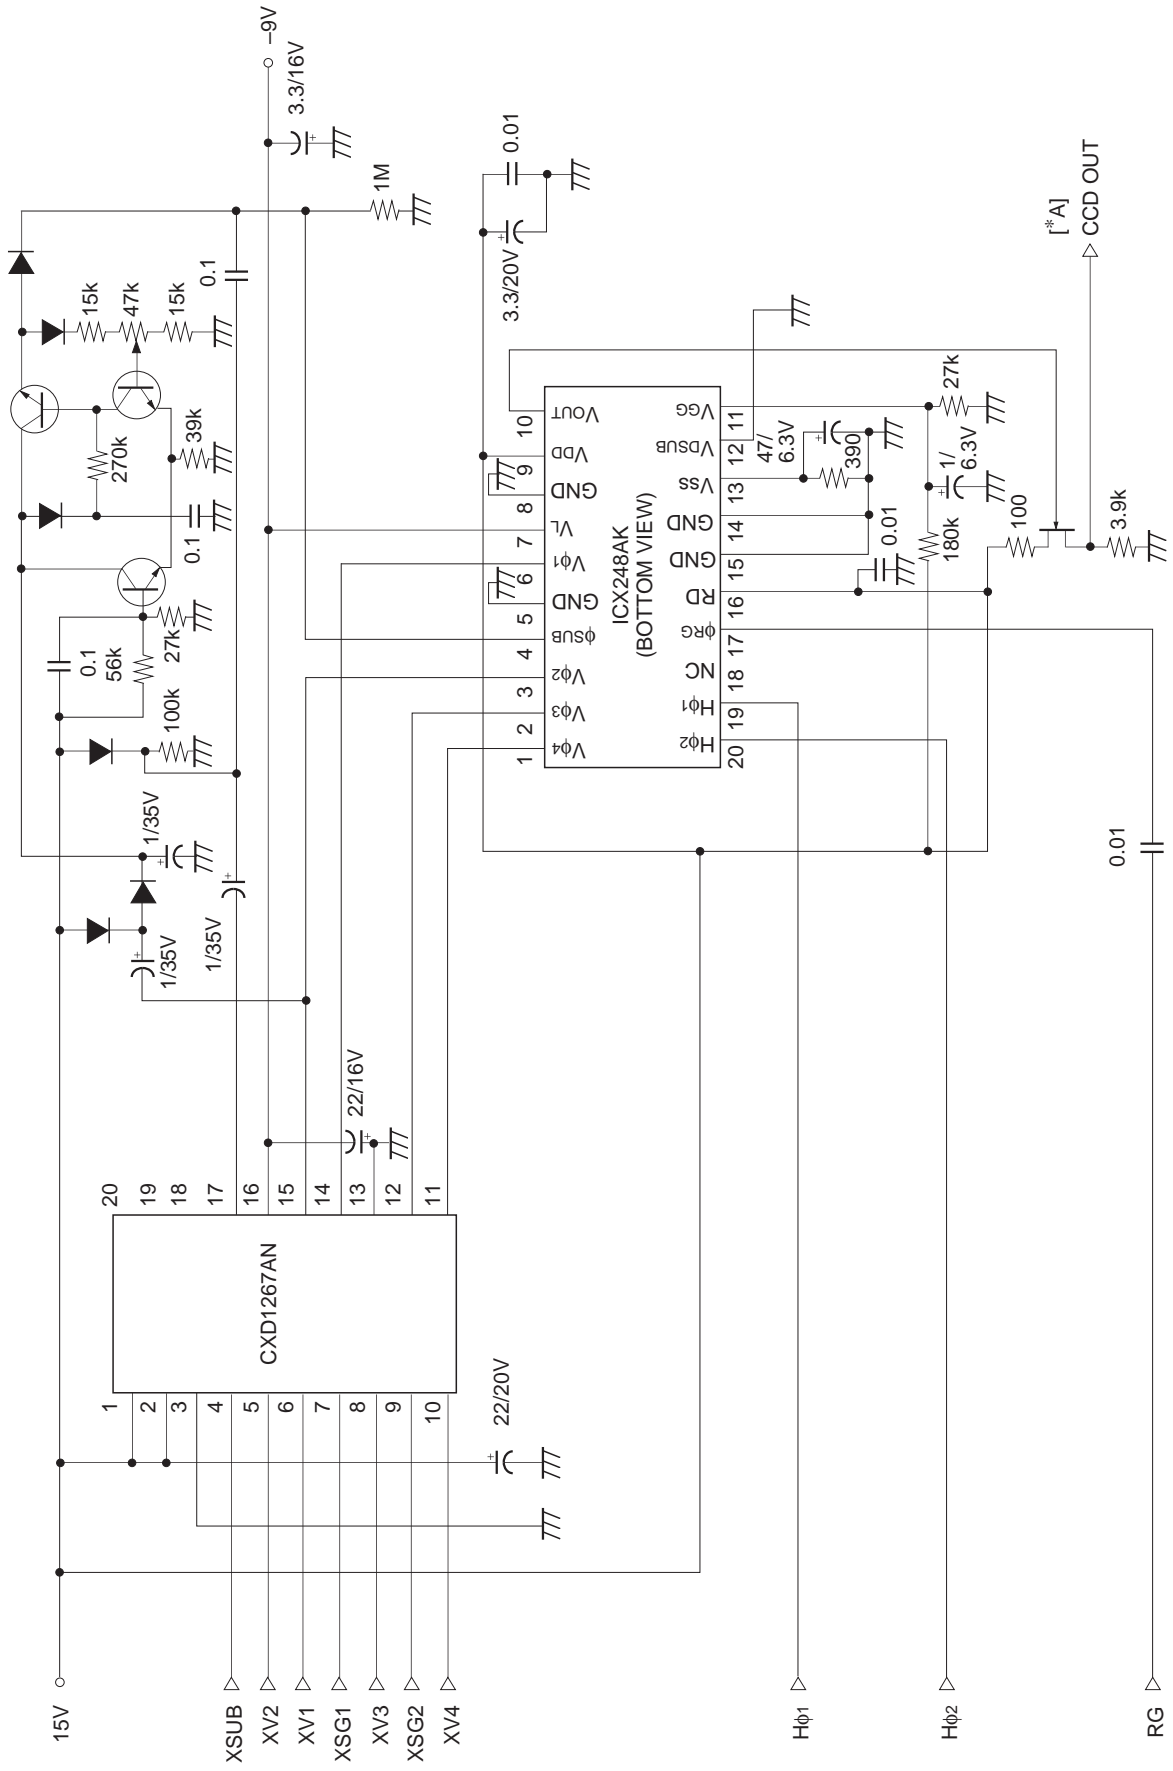 15V
XSUB
XV2
XV1
XSG1
XV3
XSG2
XV4
Hϕ1
Hϕ2
RG
22/20V
CXD1267AN
1
2
3
4
5
6
7
8
9
10
20
19
18
17
16
15
14
13
12
11
22/16V
1/35V
1/35V
1/35V
100k
0.1
56k
27k
0.1
270k
39k
15k
47k
15k
0.1
1M
3.3/16V
–9V
3.3/20V
0.01
ICX248AK
(BOTTOM VIEW)
1
2
3
4
5
6
7
8
9
10
Vϕ4
Vϕ3
Vϕ2
ϕSUB
GND
Vϕ1
VL
GND
VDD
VOUT
20
19
18
17
16
15
14
13
12
11
Hϕ2
Hϕ1
NC
ϕRG
RD
GND
GND
VSS
VDSUB
VGG
0.01
390
47/
6.3V
180k
1/
6.3V
27k
100
3.9k
[*A]
CCD OUT
0.01